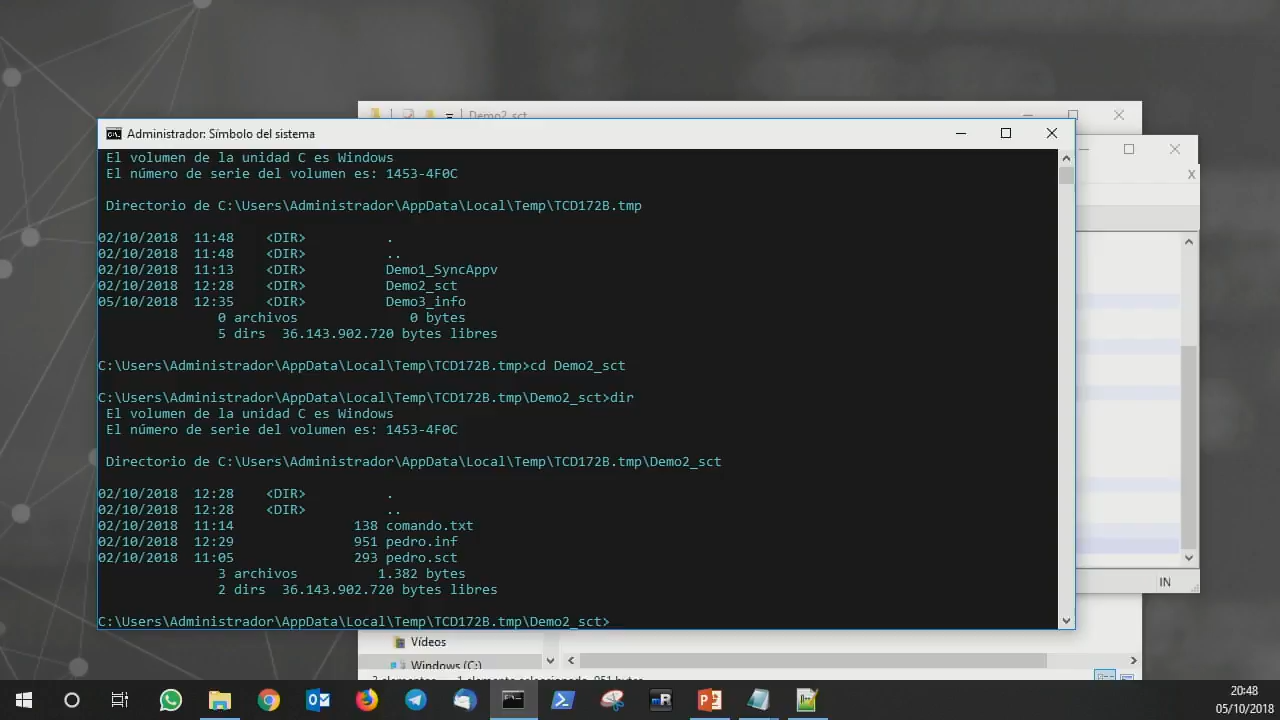 Demo2_sct
Administrador: Símbolo del sistema
El volumen de la unidad C es Windows
El número de serie del volumen es: 1453-4F0C
Directorio de C:\Users\Administrador\AppData\Local\Temp\TCD172B.tmp
02/10/2018  11:48    <DIR>          .
02/10/2018  11:48    <DIR>          ..
02/10/2018  11:13    <DIR>          Demo1_SyncAppv
02/10/2018  12:28    <DIR>          Demo2_sct
05/10/2018  12:35    <DIR>          Demo3_info
0 archivos              0 bytes
5 dirs  36.143.902.720 bytes libres
C:\Users\Administrador\AppData\Local\Temp\TCD172B.tmp>cd Demo2_sct
C:\Users\Administrador\AppData\Local\Temp\TCD172B.tmp\Demo2_sct>dir
El volumen de la unidad C es Windows
El número de serie del volumen es: 1453-4F0C
Directorio de C:\Users\Administrador\AppData\Local\Temp\TCD172B.tmp\Demo2_sct
02/10/2018  12:28    <DIR>          .
02/10/2018  12:28    <DIR>          ..
02/10/2018  11:14               138 comando.txt
02/10/2018  12:29               951 pedro.inf
02/10/2018  11:05               293 pedro.sct
3 archivos          1.382 bytes
2 dirs  36.143.902.720 bytes libres
C:\Users\Administrador\AppData\Local\Temp\TCD172B.tmp\Demo2_sct>
IN
Vídeos
Windows (C:)
3 elementos    1 elemento seleccionado  951 bytes
20:48
05/10/2018